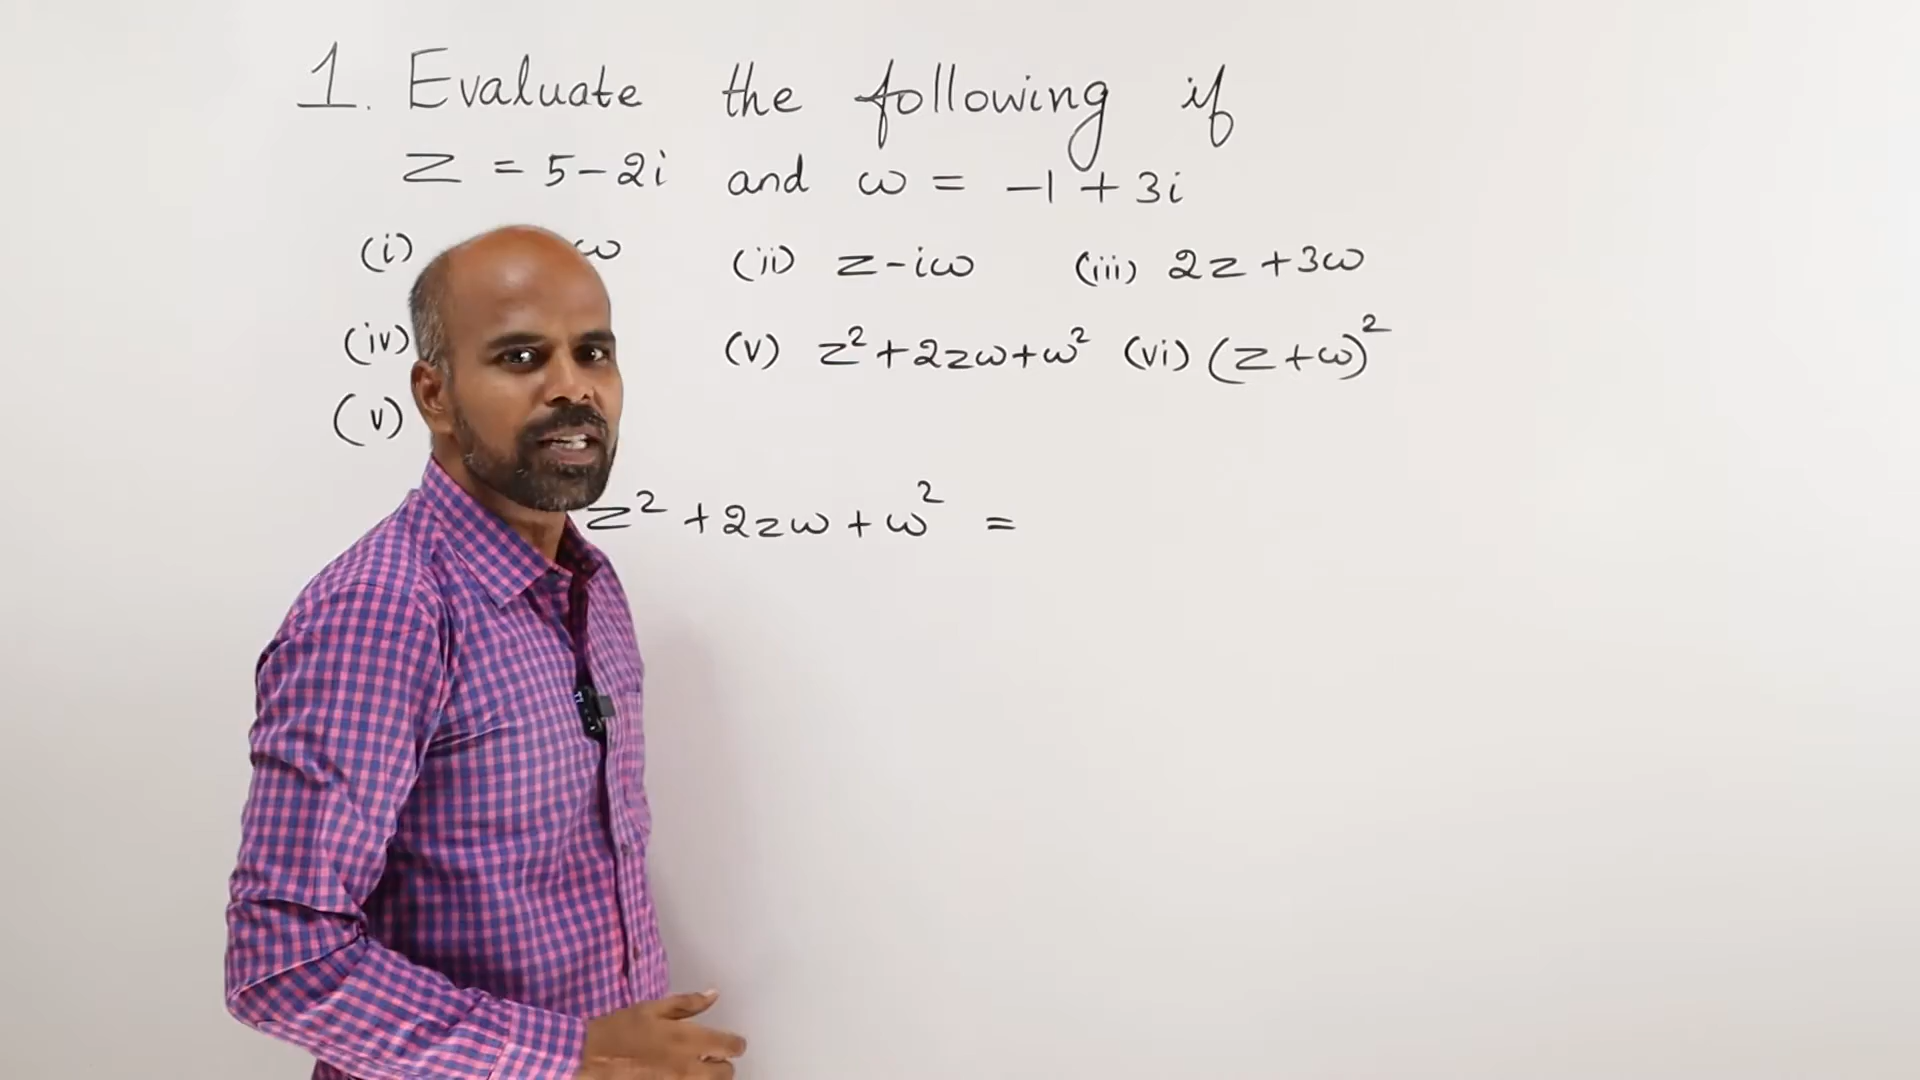 1. Evaluate the following if
z = 5-2i and ω = -1+3i
(i) ω (ii) z-iω (iii) 2z+3ω
(iv) (v) z²+2zω+ω² (vi) (z+ω)²
(v)
z²+2zω+ω² =